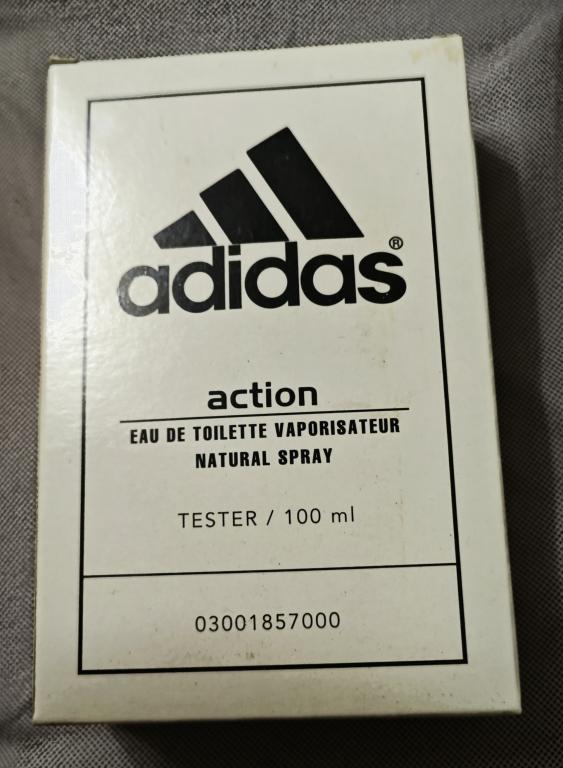 adidas®
action
EAU DE TOILETTE VAPORISATEUR
NATURAL SPRAY
TESTER / 100 ml
03001857000